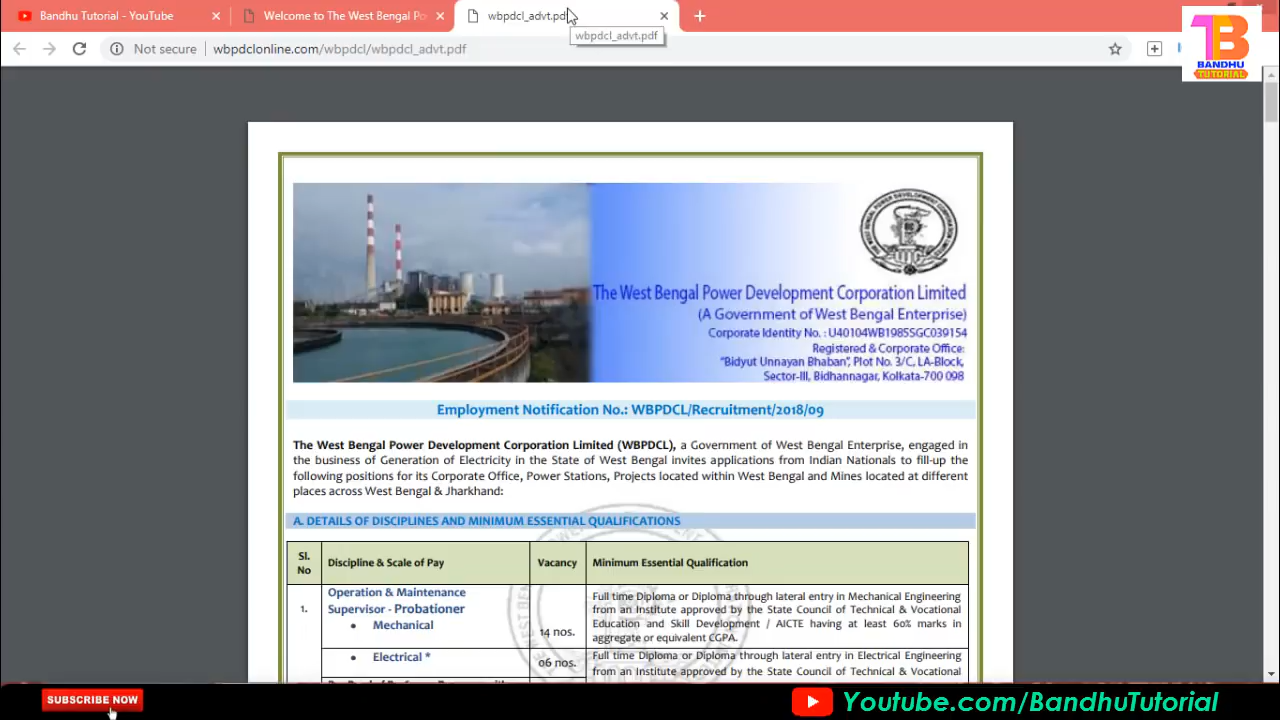 Bandhu Tutorial - YouTube
Welcome to The West Bengal Po
wbpdcl_advt.pdf
wbpdcl_advt.pdf
Not secure
wbpdclonline.com/wbpdcl/wbpdcl_advt.pdf
TB
BANDHU
TUTORIAL
The West Bengal Power Development Corporation Limited
(A Government of West Bengal Enterprise)
Corporate Identity No. : U40104WB1985SGC039154
Registered & Corporate Office:
"Bidyut Unnayan Bhaban", Plot No. 3/C, LA-Block,
Sector-III, Bidhannagar, Kolkata-700 098
Employment Notification No.: WBPDCL/Recruitment/2018/09
The West Bengal Power Development Corporation Limited (WBPDCL), a Government of West Bengal Enterprise, engaged in
the business of Generation of Electricity in the State of West Bengal invites applications from Indian Nationals to fill-up the
following positions for its Corporate Office, Power Stations, Projects located within West Bengal and Mines located at different
places across West Bengal & Jharkhand:
A. DETAILS OF DISCIPLINES AND MINIMUM ESSENTIAL QUALIFICATIONS
Sl. No
Discipline & Scale of Pay
Vacancy
Minimum Essential Qualification
1.
Operation & Maintenance
Supervisor - Probationer
• Mechanical
14 nos.
Full time Diploma or Diploma through lateral entry in Mechanical Engineering
from an Institute approved by the State Council of Technical & Vocational
Education and Skill Development / AICTE having at least 60% marks in
aggregate or equivalent CGPA.
• Electrical *
06 nos.
Full time Diploma or Diploma through lateral entry in Electrical Engineering
from an Institute approved by the State Council of Technical & Vocational
SUBSCRIBE NOW
Youtube.com/BandhuTutorial